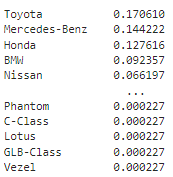 Toyota 0.170610
Mercedes-Benz 0.144222
Honda 0.127616
BMW 0.092357
Nissan 0.066197
...
Phantom 0.000227
C-Class 0.000227
Lotus 0.000227
GLB-Class 0.000227
Vezel 0.000227